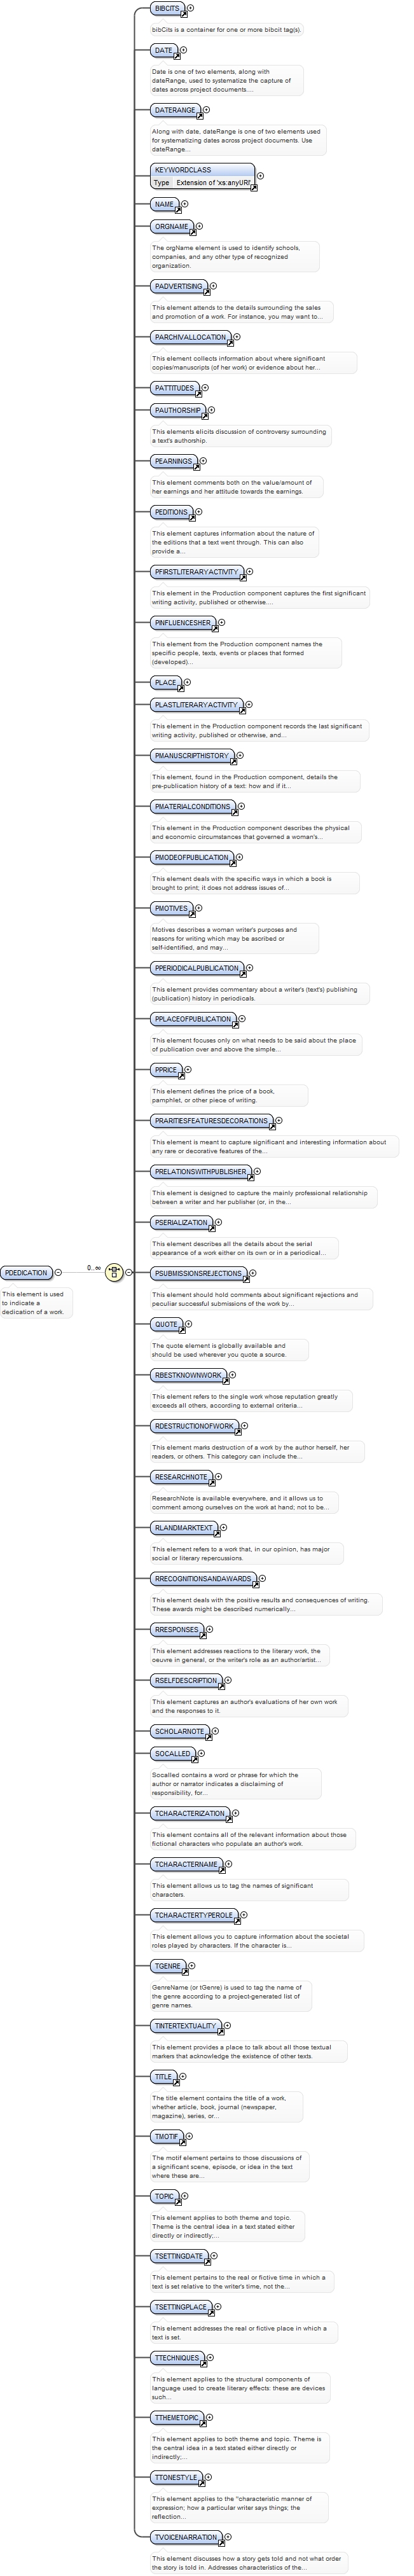 BIBCITS
bibCits is a container for one or more bibcit tag(s).
DATE
Date is one of two elements, along with
dateRange, used to systematize the capture of
dates across project documents....
DATERANGE
Along with date, dateRange is one of two elements used
for systematizing dates across project documents. Use
dateRange...
KEYWORDCLASS
Type Extension of 'xs:anyURI'
NAME
ORGNAME
The orgName element is used to identify schools,
companies, and any other type of recognized
organization.
PADVERTISING
This element attends to the details surrounding the sales
and promotion of a work. For instance, you may want to...
PARCHIVALLOCATION
This element collects information about where significant
copies/manuscripts (of her work) or evidence about her...
PATTITUDES
PAUTHORSHIP
This elements elicits discussion of controversy surrounding
a text's authorship.
PEARNINGS
This element comments both on the value/amount of
her earnings and her attitude towards the earnings.
PEDITIONS
This element captures information about the nature of
the editions that a text went through. This can also
provide a...
PFIRSTLITERARYACTIVITY
This element in the Production component captures the first significant
writing activity, published or otherwise....
PINFLUENCESHER
This element from the Production component names the
specific people, texts, events or places that formed
(developed)...
PLACE
PLASTLITERARYACTIVITY
This element in the Production component records the last significant
writing activity, published or otherwise, and...
PMANUSCRIPTHISTORY
This element, found in the Production component, details the
pre-publication history of a text: how and if it...
PMATERIALCONDITIONS
This element in the Production component describes the physical
and economic circumstances that governed a woman's...
PMODEOFPUBLICATION
This element deals with the specific ways in which a book is
brought to print; it does not address issues of...
PMOTIVES
Motives describes a woman writer's purposes and
reasons for writing which may be ascribed or
self-identified, and may...
PPERIODICALPUBLICATION
This element provides commentary about a writer's (text's) publishing
(publication) history in periodicals.
PPLACEOFPUBLICATION
This element focuses only on what needs to be said about the place
of publication over and above the simple...
PPRICE
This element defines the price of a book,
pamphlet, or other piece of writing.
PRARITIESFEATURESDECORATIONS
This element is meant to capture significant and interesting information about
any rare or decorative features of the...
PRELATIONSWITHPUBLISHER
This element is designed to capture the mainly professional relationship
between a writer and her publisher (or, in the...
PSERIALIZATION
This element describes all the details about the serial
appearance of a work either on its own or in a periodical...
PDEDICATION
0..∞
This element is used
to indicate a
dedication of a work.
PSUBMISSIONSREJECTIONS
This element should hold comments about significant rejections and
peculiar successful submissions of the work by...
QUOTE
The quote element is globally available and
should be used wherever you quote a source.
RBESTKNOWNWORK
This element refers to the single work whose reputation greatly
exceeds all others, according to external criteria...
RDESTRUCTIONOFWORK
This element marks destruction of a work by the author herself, her
readers, or others. This category can include the...
RESEARCHNOTE
ResearchNote is available everywhere, and it allows us to
comment among ourselves on the work at hand; not to be...
RLANDMARKTEXT
This element refers to a work that, in our opinion, has major
social or literary repercussions.
RRECOGNITIONSANDAWARDS
This element deals with the positive results and consequences of writing.
These awards might be described numerically...
RRESPONSES
This element addresses reactions to the literary work, the
oeuvre in general, or the writer's role as an author/artist...
RSELFDESCRIPTION
This element captures an author's evaluations of her own work
and the responses to it.
SCHOLARNOTE
SOCALLED
Socalled contains a word or phrase for which the
author or narrator indicates a disclaiming of
responsibility, for...
TCHARACTERIZATION
This element contains all of the relevant information about those
fictional characters who populate an author's work.
TCHARACTERNAME
This element allows us to tag the names of significant
characters.
TCHARACTERTYPEROLE
This element allows you to capture information about the societal
roles played by characters. If the character is...
TGENRE
GenreName (or tGenre) is used to tag the name of
the genre according to a project-generated list of
genre names.
TINTERTEXTUALITY
This element provides a place to talk about all those textual
markers that acknowledge the existence of other texts.
TITLE
The title element contains the title of a work,
whether article, book, journal (newspaper,
magazine), series, or...
TMOTIF
The motif element pertains to those discussions of
a significant scene, episode, or idea in the text
where these are...
TOPIC
This element applies to both theme and topic.
Theme is the central idea in a text stated either
directly or indirectly;...
TSETTINGDATE
This element pertains to the real or fictive time in which a
text is set relative to the writer's time, not the...
TSETTINGPLACE
This element addresses the real or fictive place in which a
text is set.
TTECHNIQUES
This element applies to the structural components of
language used to create literary effects: these are devices
such...
TTHEMETOPIC
This element applies to both theme and topic. Theme is
the central idea in a text stated either directly or
indirectly;...
TTONESTYLE
This element applies to the "characteristic manner of
expression; how a particular writer says things; the
reflection...
TVOICENARRATION
This element discusses how a story gets told and not what order
the story is told in. Addresses characteristics of the...